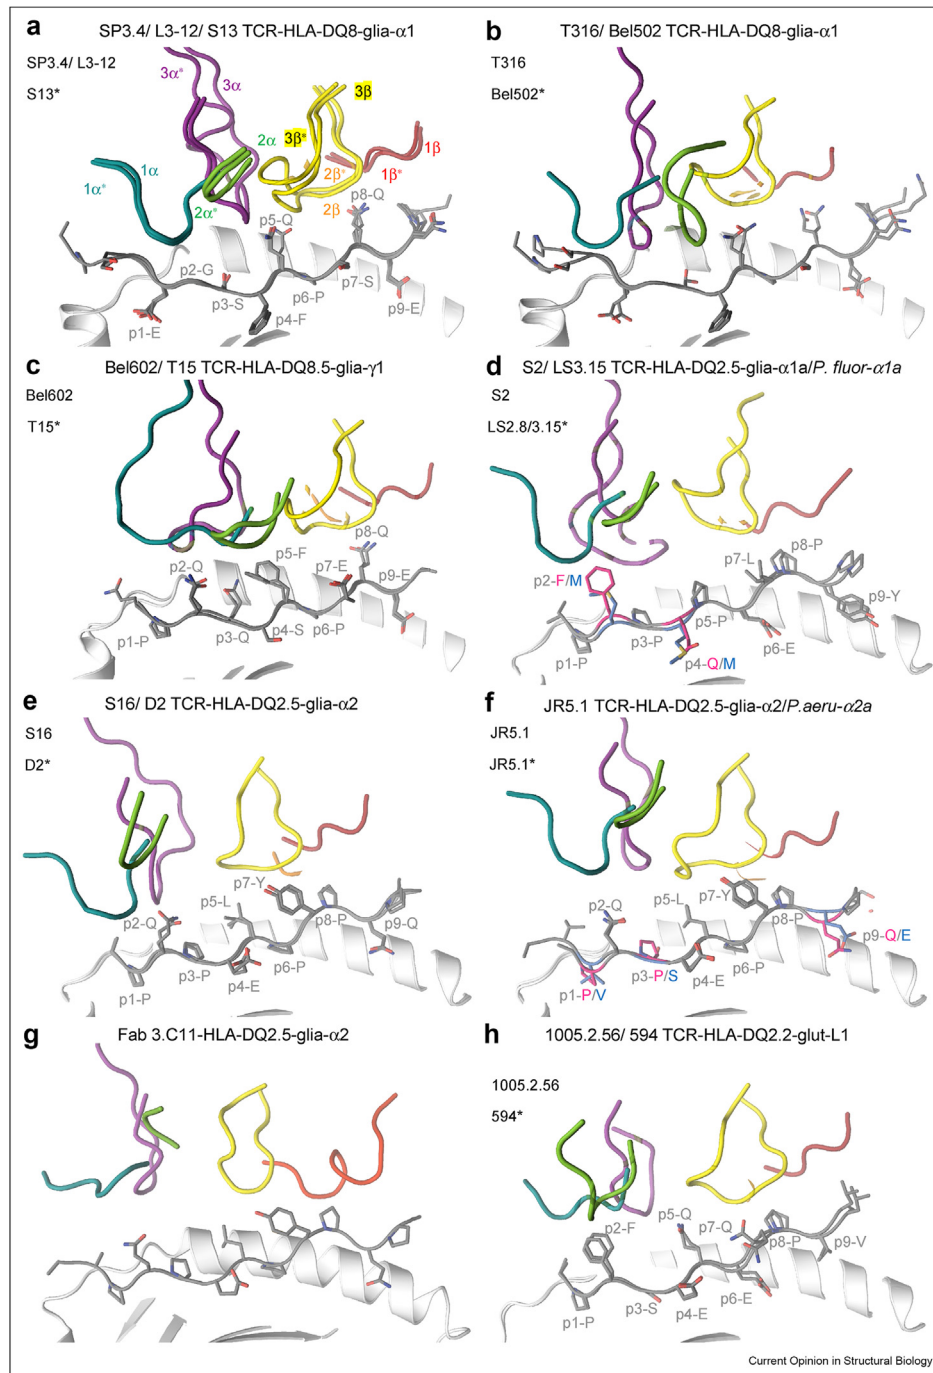 a SP3.4/ L3-12/ S13 TCR-HLA-DQ8-glia-α1
SP3.4/ L3-12
S13*
3α*
3α
3β
3β*
2α
1β
1β*
2β*
2β
1α
1α*
2α*
p8-Q
p5-Q
p2-G
p3-S
p7-S
p6-P
p9-E
p1-E
p4-F
b T316/ Bel502 TCR-HLA-DQ8-glia-α1
T316
Bel502*
c Bel602/ T15 TCR-HLA-DQ8.5-glia-γ1
Bel602
T15*
p8-Q
p5-F
p2-Q
p7-E
p9-E
p1-P
p3-Q
p4-S
p6-P
d S2/ LS3.15 TCR-HLA-DQ2.5-glia-α1a/P. fluor-α1a
S2
LS2.8/3.15*
p8-P
p7-L
p2-F/M
p9-Y
p5-P
p3-P
p1-P
p6-E
p4-Q/M
e S16/ D2 TCR-HLA-DQ2.5-glia-α2
S16
D2*
p7-Y
p5-L
p2-Q
p8-P
p9-Q
p3-P
p6-P
p1-P
p4-E
f JR5.1 TCR-HLA-DQ2.5-glia-α2/P.aeru-α2a
JR5.1
JR5.1*
p7-Y
p2-Q
p5-L
p8-P
p9-Q/E
p3-P/S
p4-E
p6-P
p1-P/V
g Fab 3.C11-HLA-DQ2.5-glia-α2
h 1005.2.56/ 594 TCR-HLA-DQ2.2-glut-L1
1005.2.56
594*
p5-Q
p2-F
p7-Q
p8-P
p9-V
p3-S
p6-E
p4-E
p1-P
Current Opinion in Structural Biology